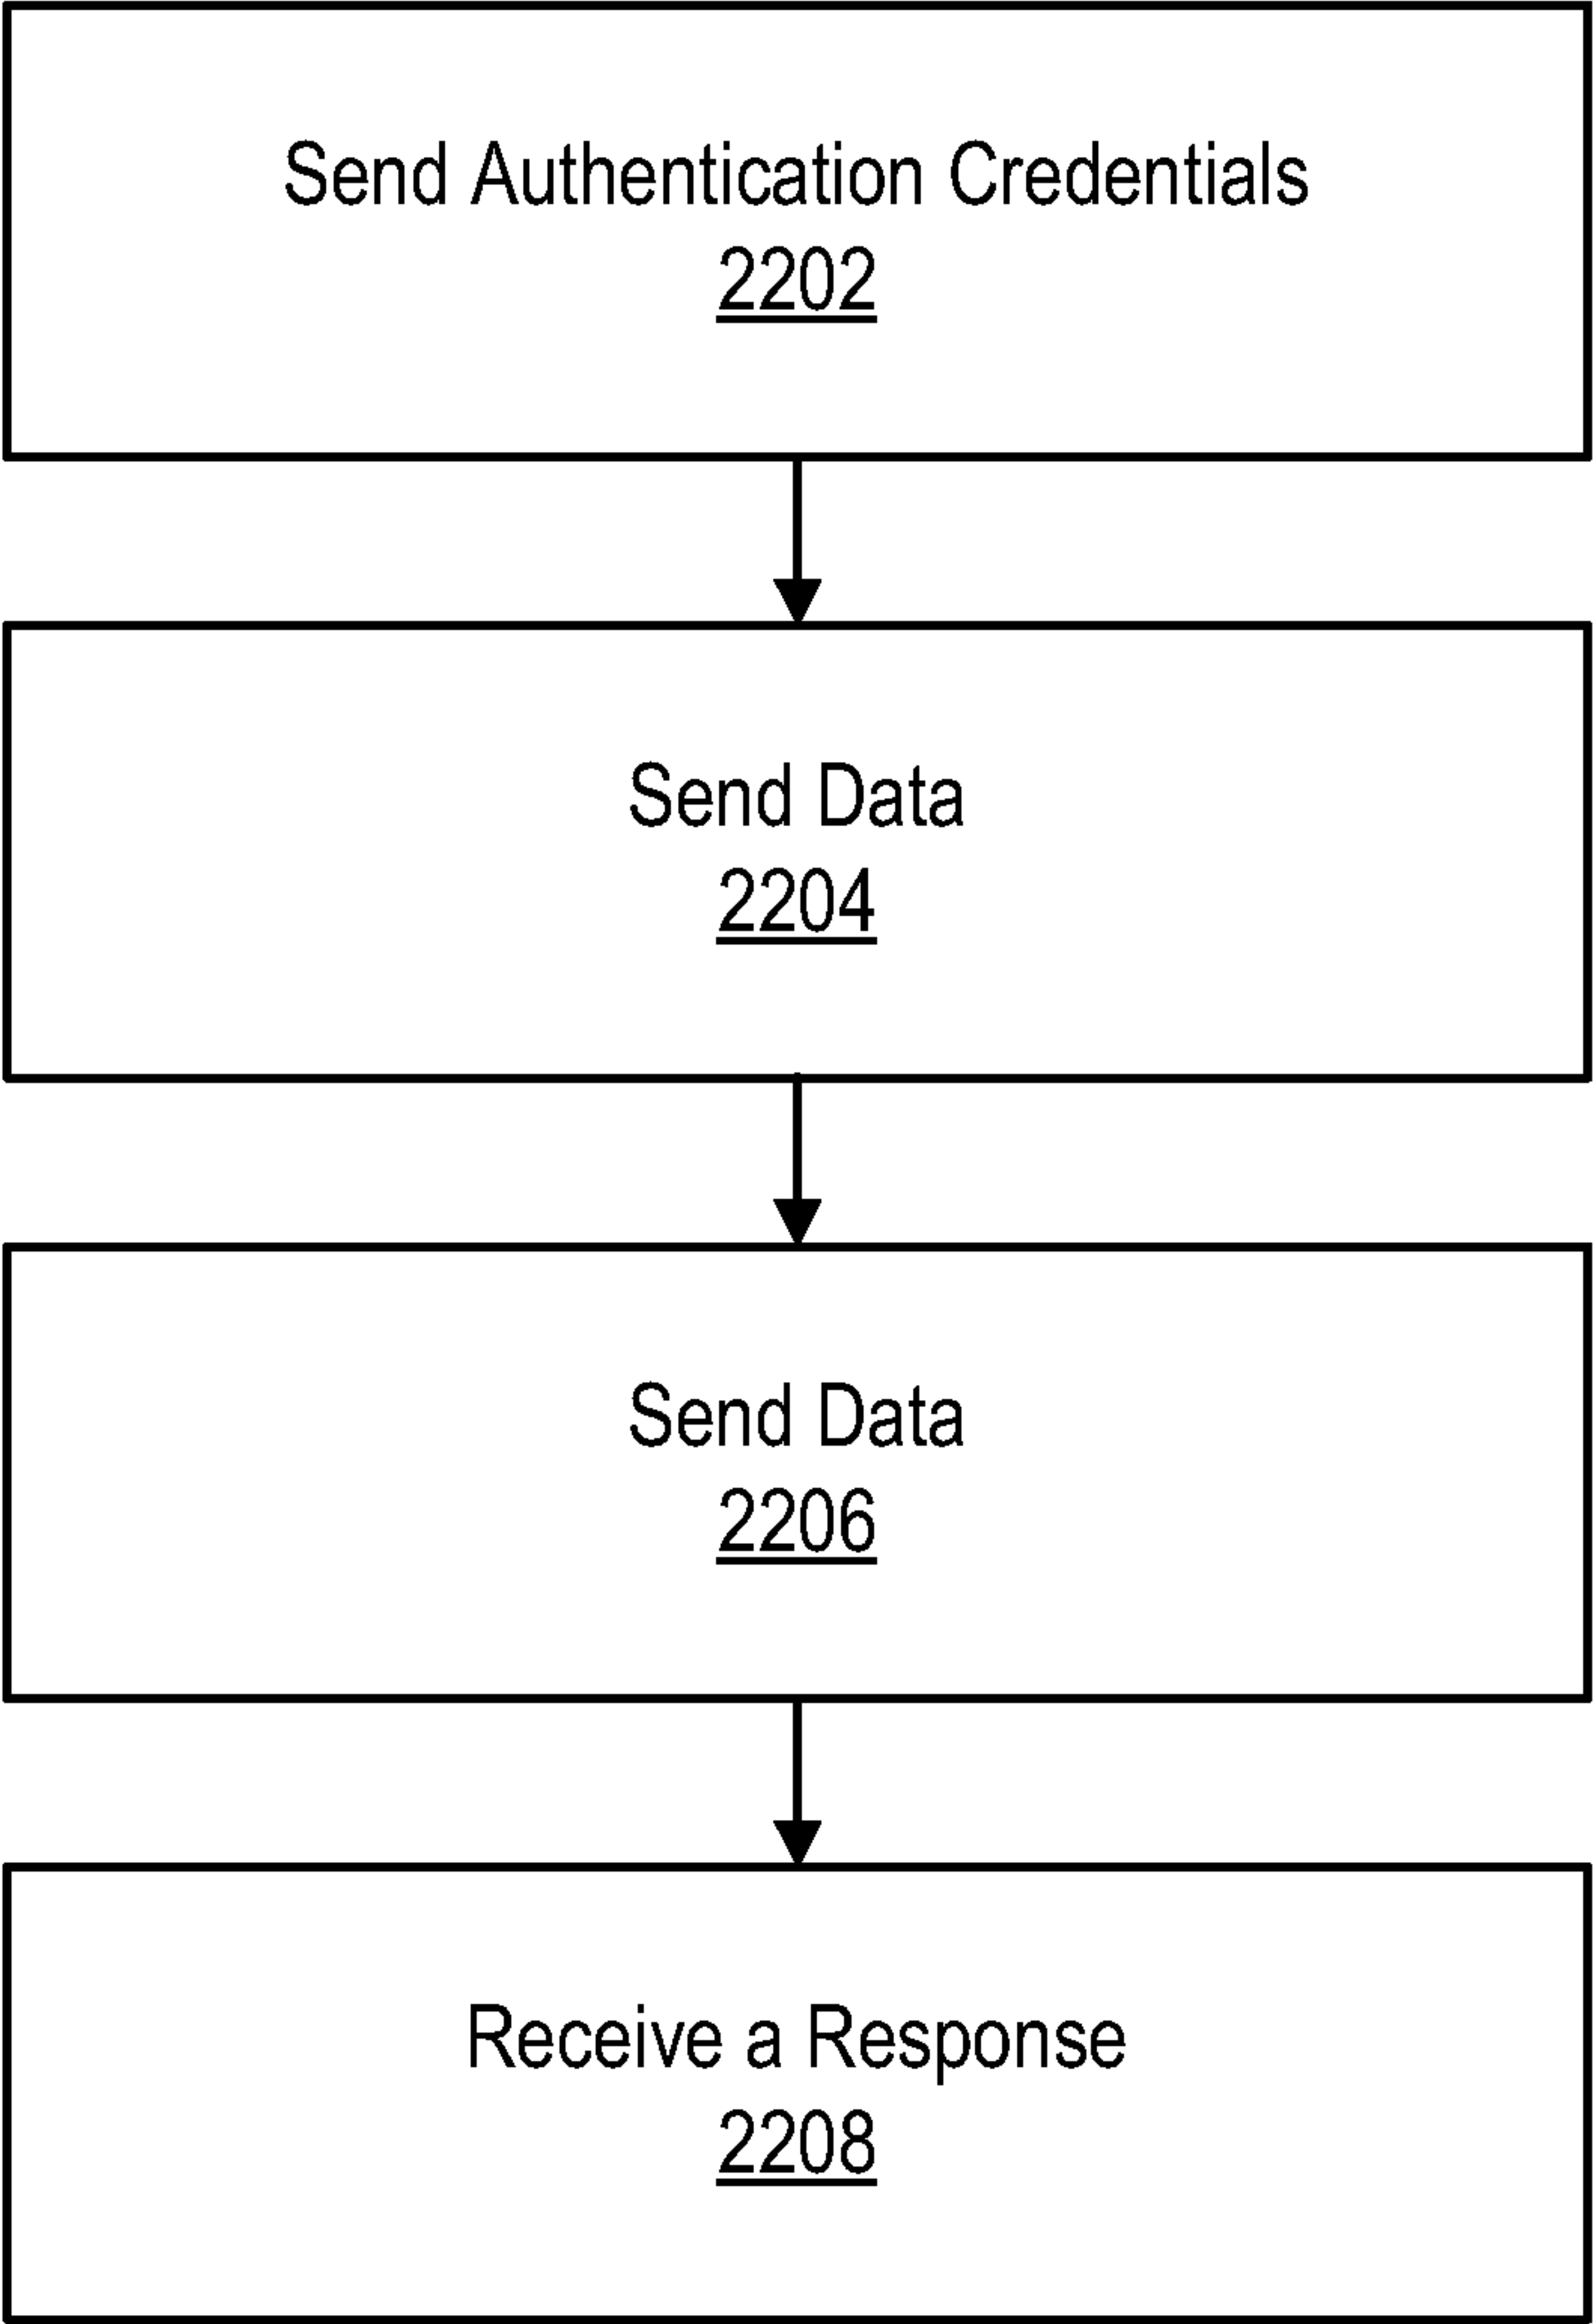 Send Authentication Credentials
2202
Send Data
2204
Send Data
2206
Receive a Response
2208